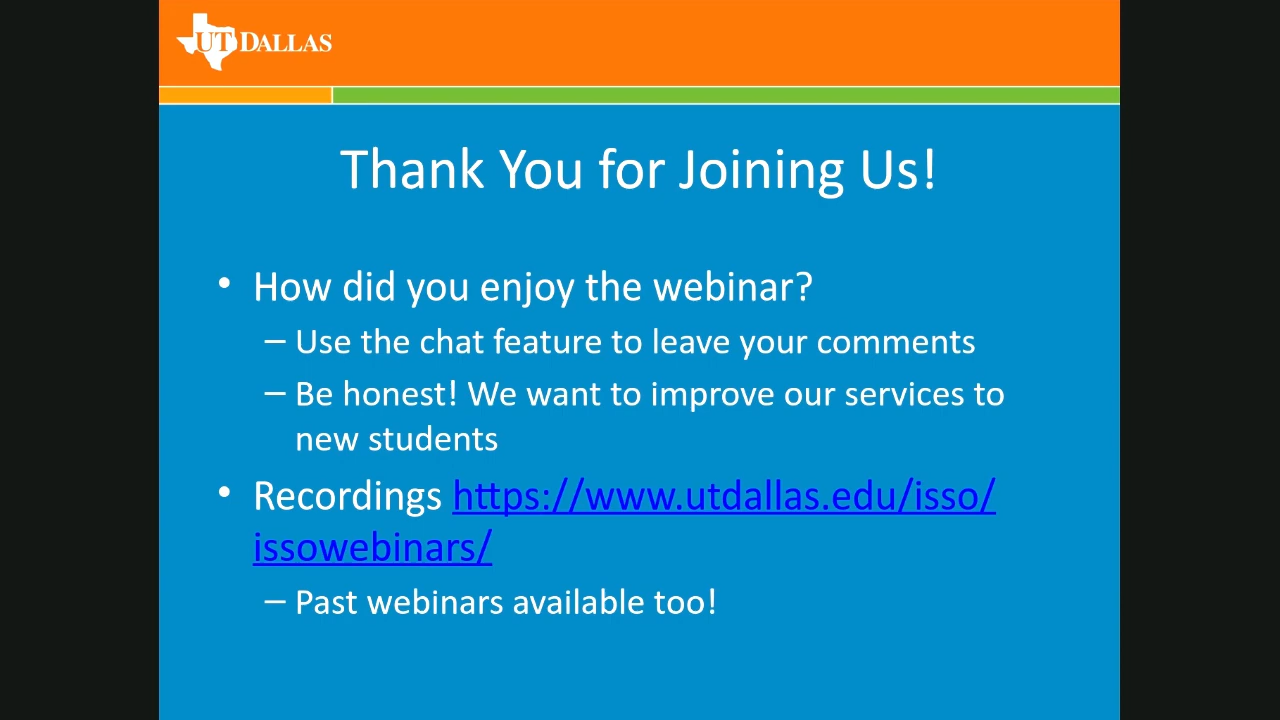 UT DALLAS
Thank You for Joining Us!
• How did you enjoy the webinar?
– Use the chat feature to leave your comments
– Be honest! We want to improve our services to
new students
• Recordings https://www.utdallas.edu/isso/
issowebinars/
– Past webinars available too!